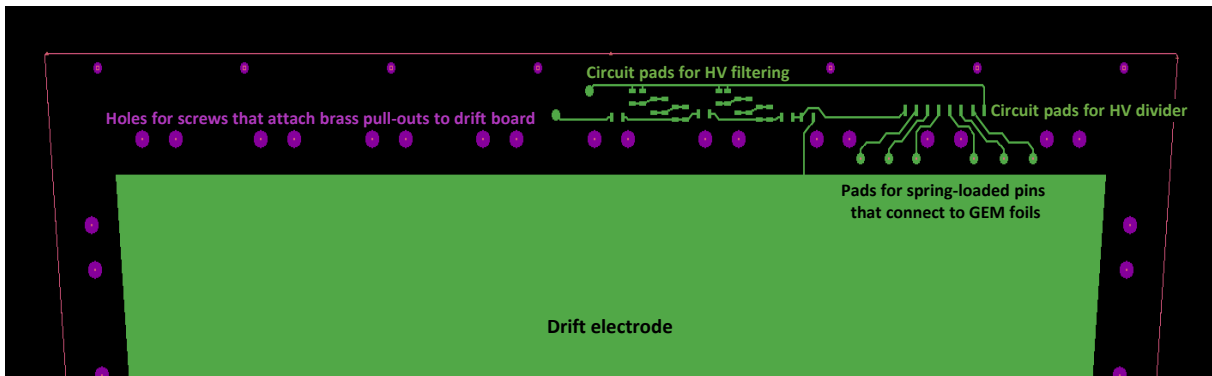 Circuit pads for HV filtering
Holes for screws that attach brass pull-outs to drift board
Circuit pads for HV divider
Pads for spring-loaded pins
that connect to GEM foils
Drift electrode